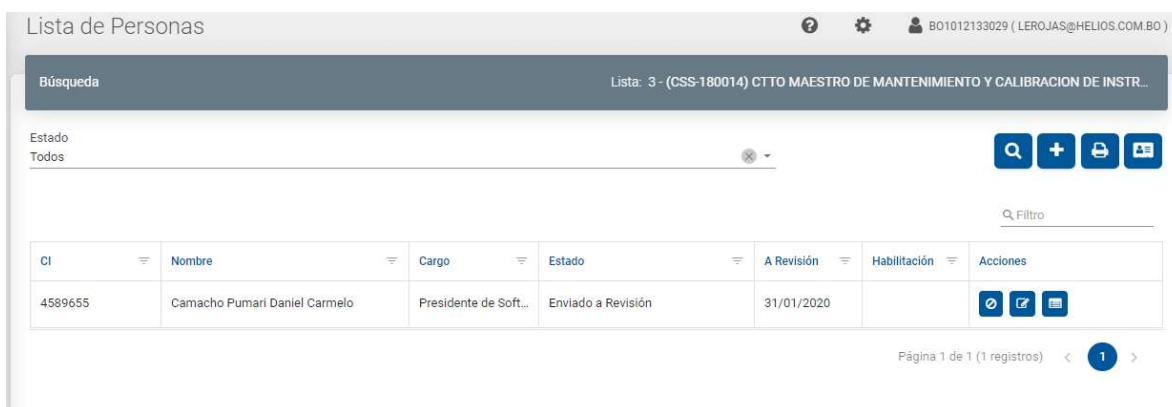 Lista de Personas
BO1012133029 ( LEROJAS@HELIOS.COM.BO )
Búsqueda
Lista: 3 - (CSS-180014) CTTO MAESTRO DE MANTENIMIENTO Y CALIBRACION DE INSTR...
Estado
Todos
Filtro
CI Nombre Cargo Estado A Revisión Habilitación Acciones
4589655 Camacho Pumari Daniel Carmelo Presidente de Soft... Enviado a Revisión 31/01/2020
Página 1 de 1 (1 registros) < 1 >